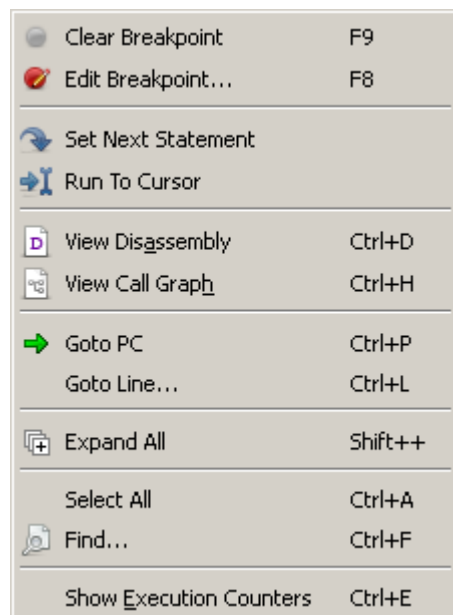 Clear Breakpoint F9
Edit Breakpoint... F8
Set Next Statement
Run To Cursor
D View Disassembly Ctrl+D
View Call Graph Ctrl+H
Goto PC Ctrl+P
Goto Line... Ctrl+L
Expand All Shift++
Select All Ctrl+A
Find... Ctrl+F
Show Execution Counters Ctrl+E